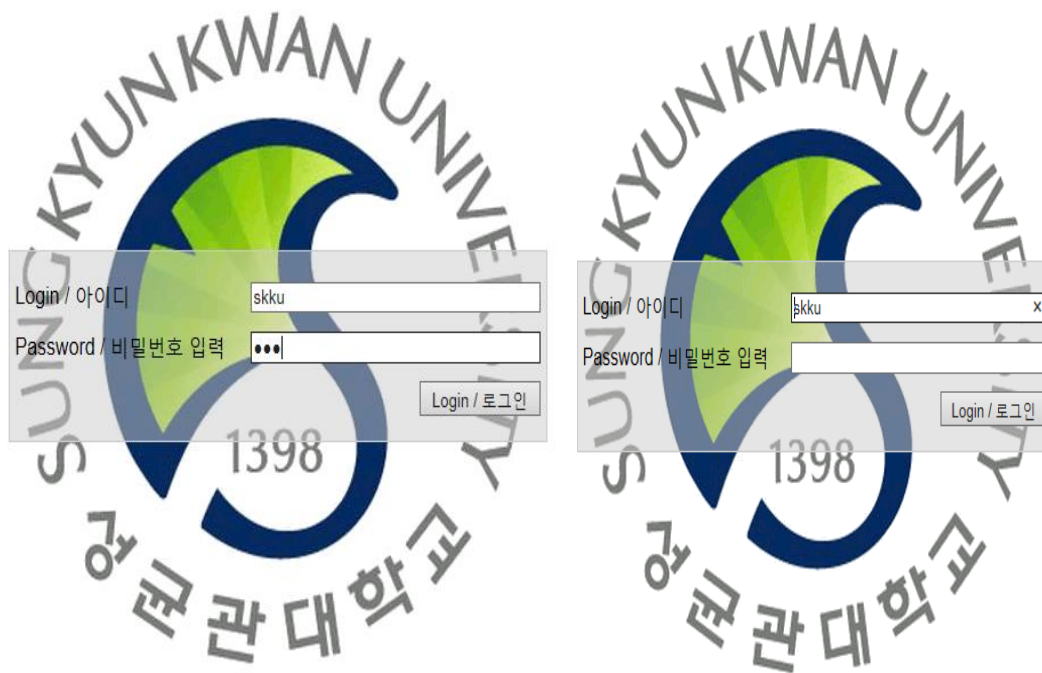 SUNG KYUN KWAN UNIVERSITY
Login / 아이디 skku
Password / 비밀번호 입력 ●●●
Login / 로그인
1398
성균관대학교
SUNG KYUN KWAN UNIVERSITY
Login / 아이디 skku ×
Password / 비밀번호 입력
Login / 로그인
1398
성균관대학교